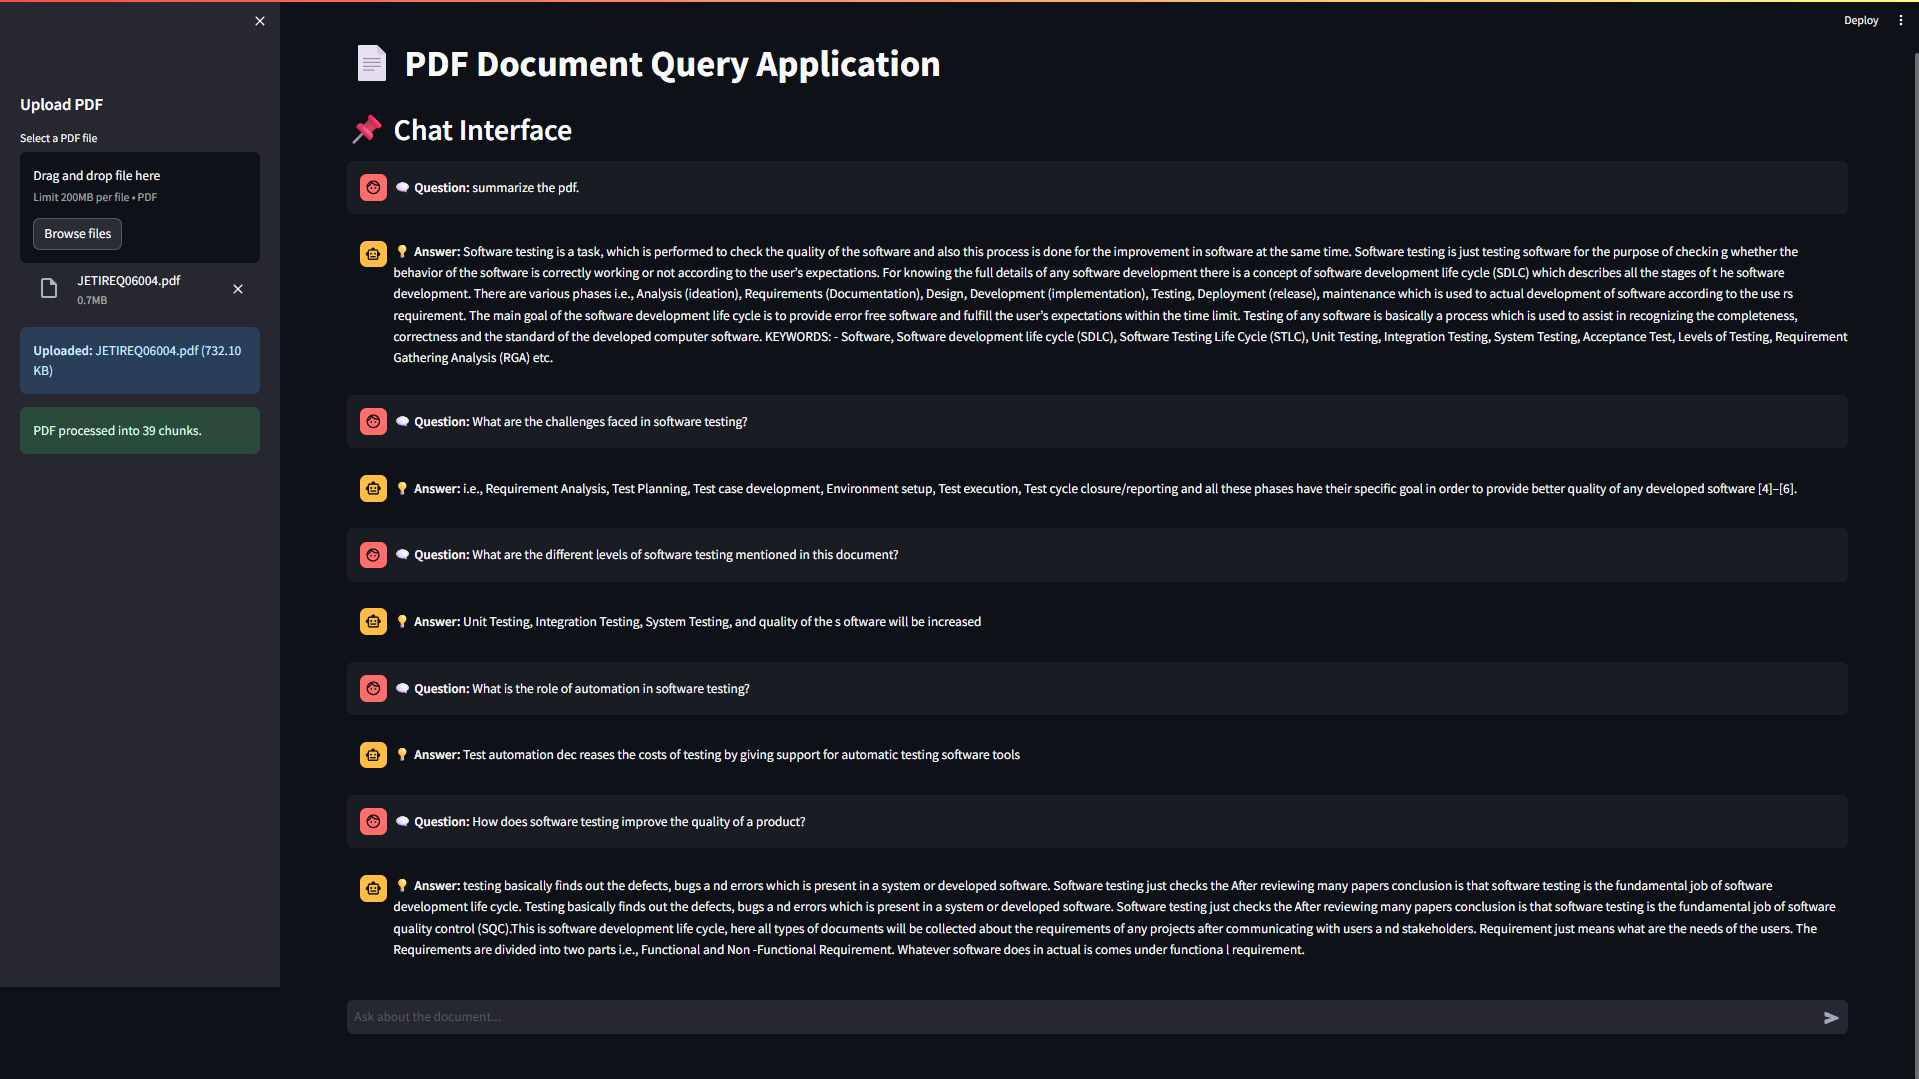 Deploy
Upload PDF
Select a PDF file
Drag and drop file here
Limit 200MB per file • PDF
Browse files
JETIREQ06004.pdf
0.7MB
Uploaded: JETIREQ06004.pdf (732.10
KB)
PDF processed into 39 chunks.
PDF Document Query Application
Chat Interface
Question: summarize the pdf.
Answer: Software testing is a task, which is performed to check the quality of the software and also this process is done for the improvement in software at the same time. Software testing is just testing software for the purpose of checkin g whether the
behavior of the software is correctly working or not according to the user's expectations. For knowing the full details of any software development there is a concept of software development life cycle (SDLC) which describes all the stages of t he software
development. There are various phases i.e., Analysis (ideation), Requirements (Documentation), Design, Development (implementation), Testing, Deployment (release), maintenance which is used to actual development of software according to the use rs
requirement. The main goal of the software development life cycle is to provide error free software and fulfill the user's expectations within the time limit. Testing of any software is basically a process which is used to assist in recognizing the completeness,
correctness and the standard of the developed computer software. KEYWORDS: - Software, Software development life cycle (SDLC), Software Testing Life Cycle (STLC), Unit Testing, Integration Testing, System Testing, Acceptance Test, Levels of Testing, Requirement
Gathering Analysis (RGA) etc.
Question: What are the challenges faced in software testing?
Answer: i.e., Requirement Analysis, Test Planning, Test case development, Environment setup, Test execution, Test cycle closure/reporting and all these phases have their specific goal in order to provide better quality of any developed software [4]–[6].
Question: What are the different levels of software testing mentioned in this document?
Answer: Unit Testing, Integration Testing, System Testing, and quality of the s oftware will be increased
Question: What is the role of automation in software testing?
Answer: Test automation dec reases the costs of testing by giving support for automatic testing software tools
Question: How does software testing improve the quality of a product?
Answer: testing basically finds out the defects, bugs a nd errors which is present in a system or developed software. Software testing just checks the After reviewing many papers conclusion is that software testing is the fundamental job of software
development life cycle. Testing basically finds out the defects, bugs a nd errors which is present in a system or developed software. Software testing just checks the After reviewing many papers conclusion is that software testing is the fundamental job of software
quality control (SQC).This is software development life cycle, here all types of documents will be collected about the requirements of any projects after communicating with users a nd stakeholders. Requirement just means what are the needs of the users. The
Requirements are divided into two parts i.e., Functional and Non -Functional Requirement. Whatever software does in actual is comes under functiona l requirement.
Ask about the document...